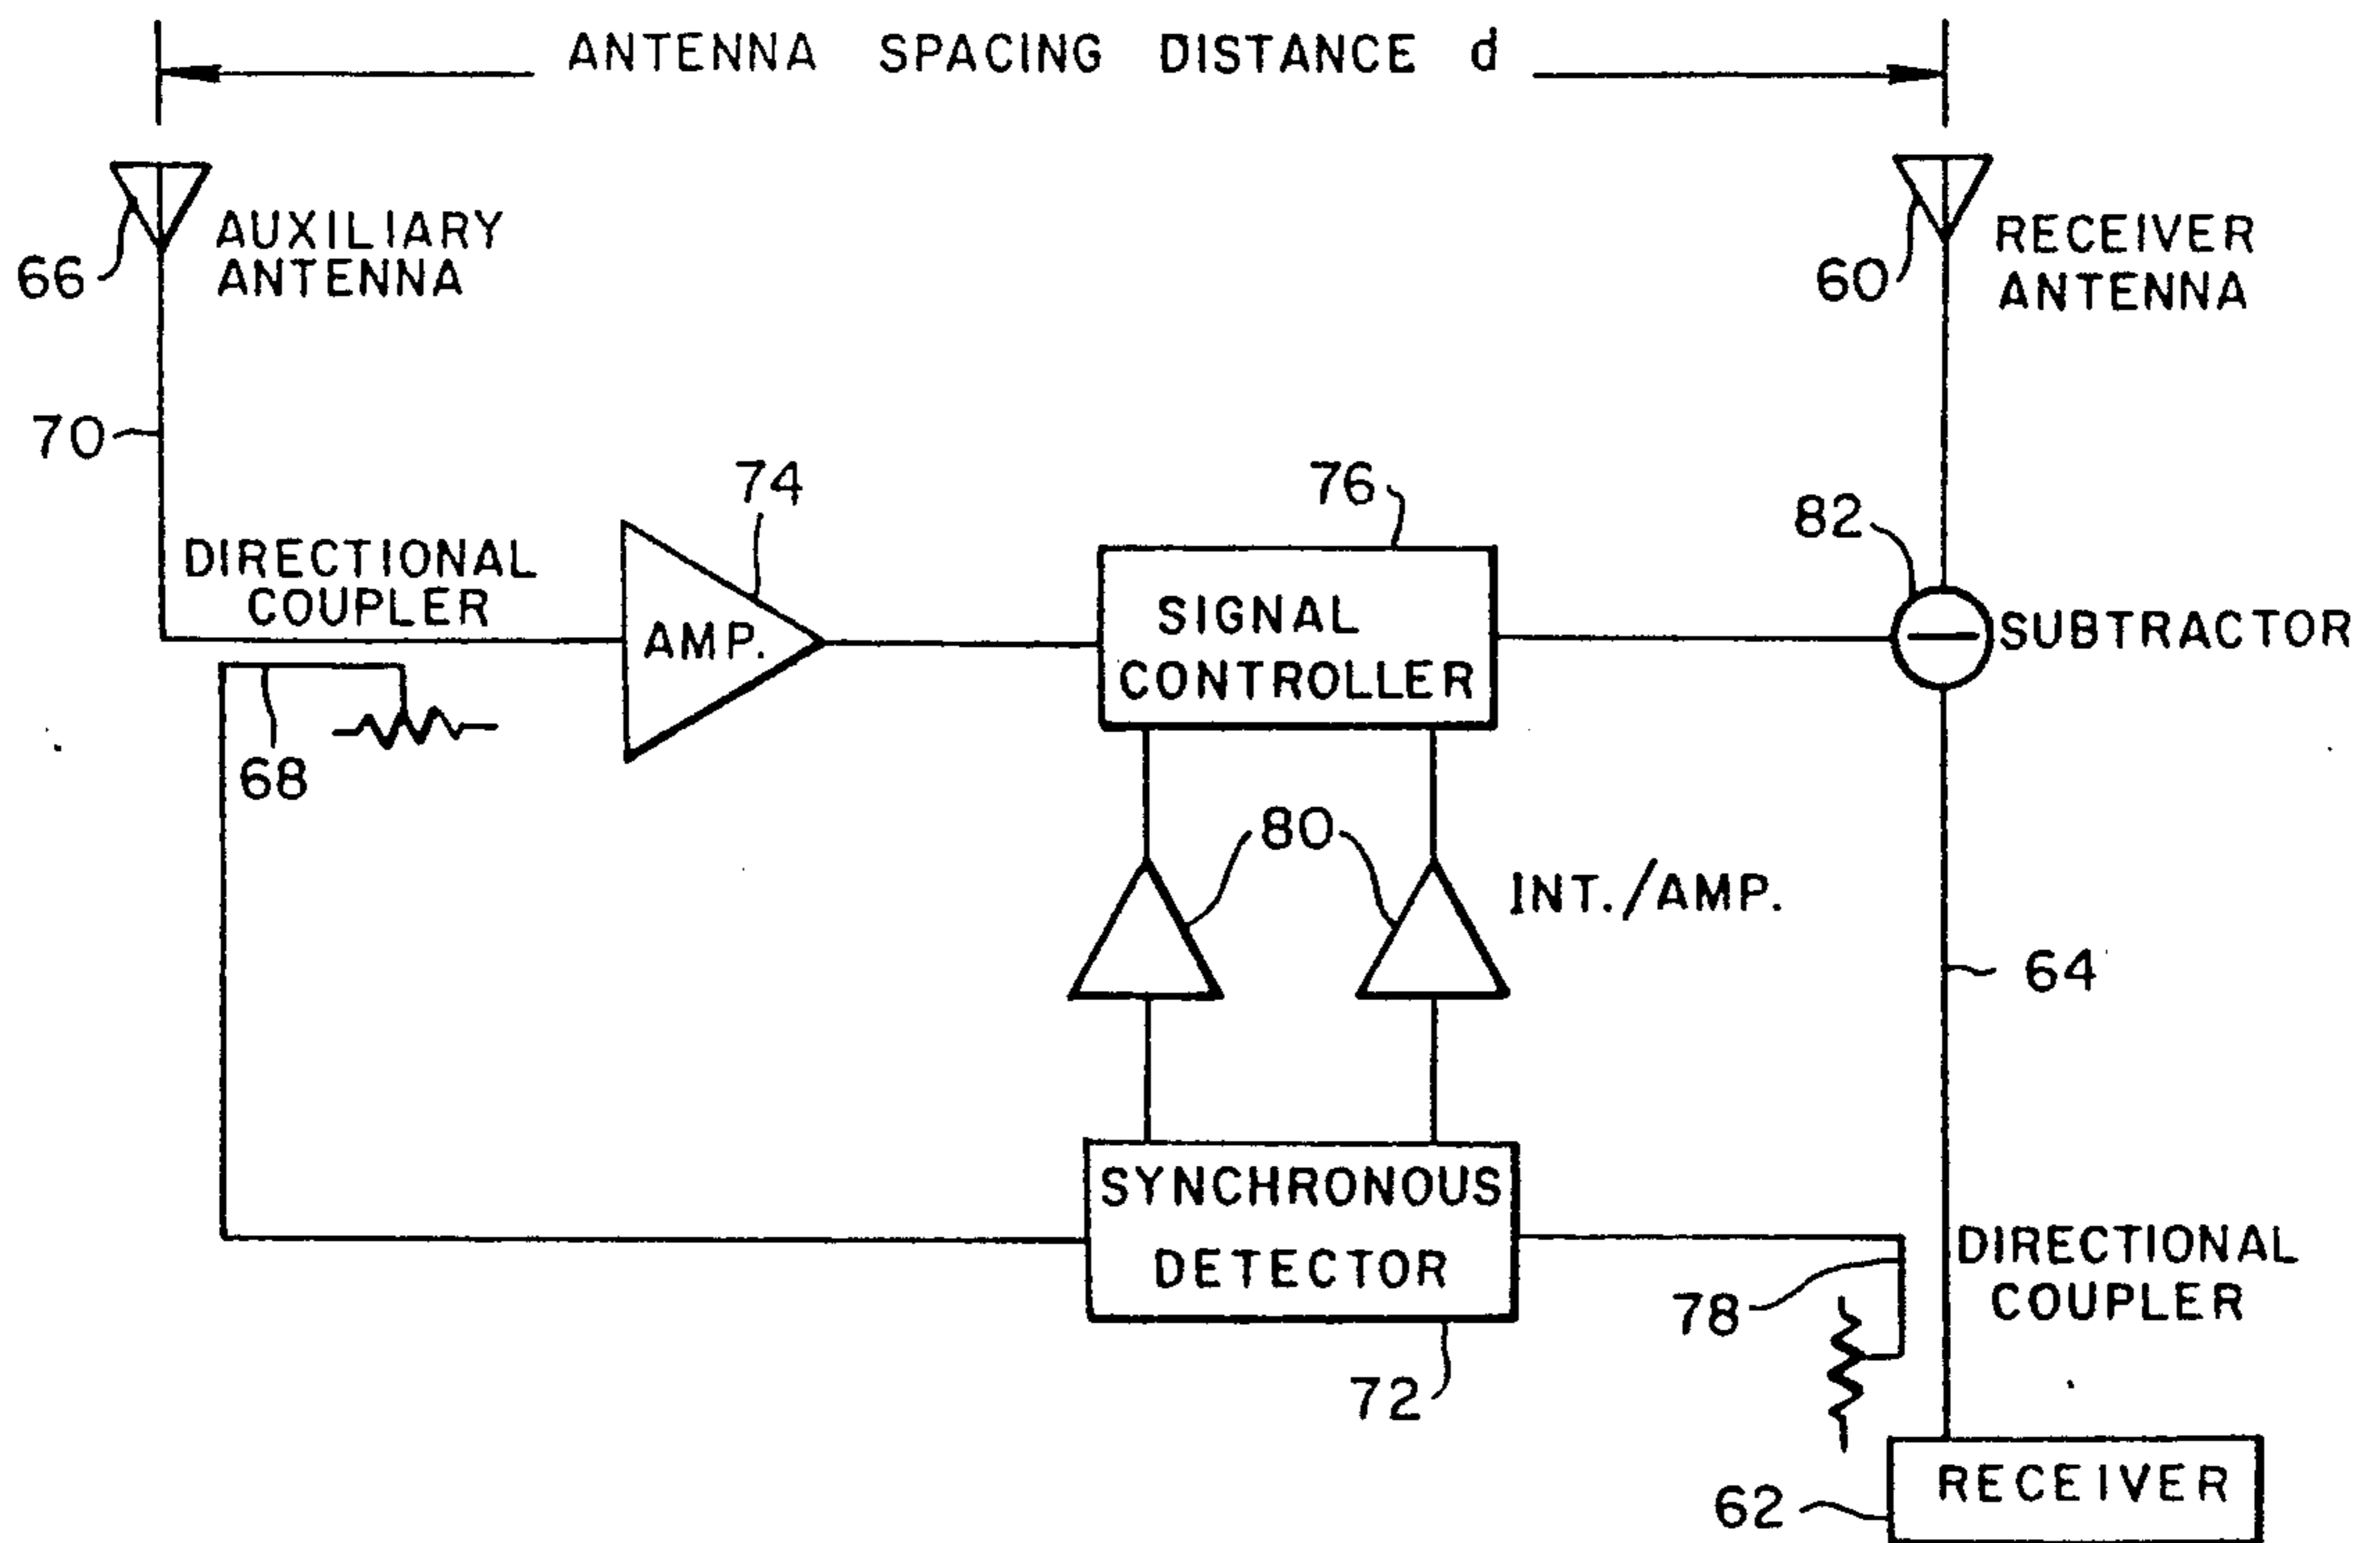 ANTENNA SPACING DISTANCE d
AUXILIARY
ANTENNA
66
RECEIVER
ANTENNA
60
70
74
76
82
DIRECTIONAL
COUPLER
AMP.
SIGNAL
CONTROLLER
SUBTRACTOR
68
80
INT./AMP.
64
SYNCHRONOUS
DETECTOR
DIRECTIONAL
COUPLER
78
72
RECEIVER
62